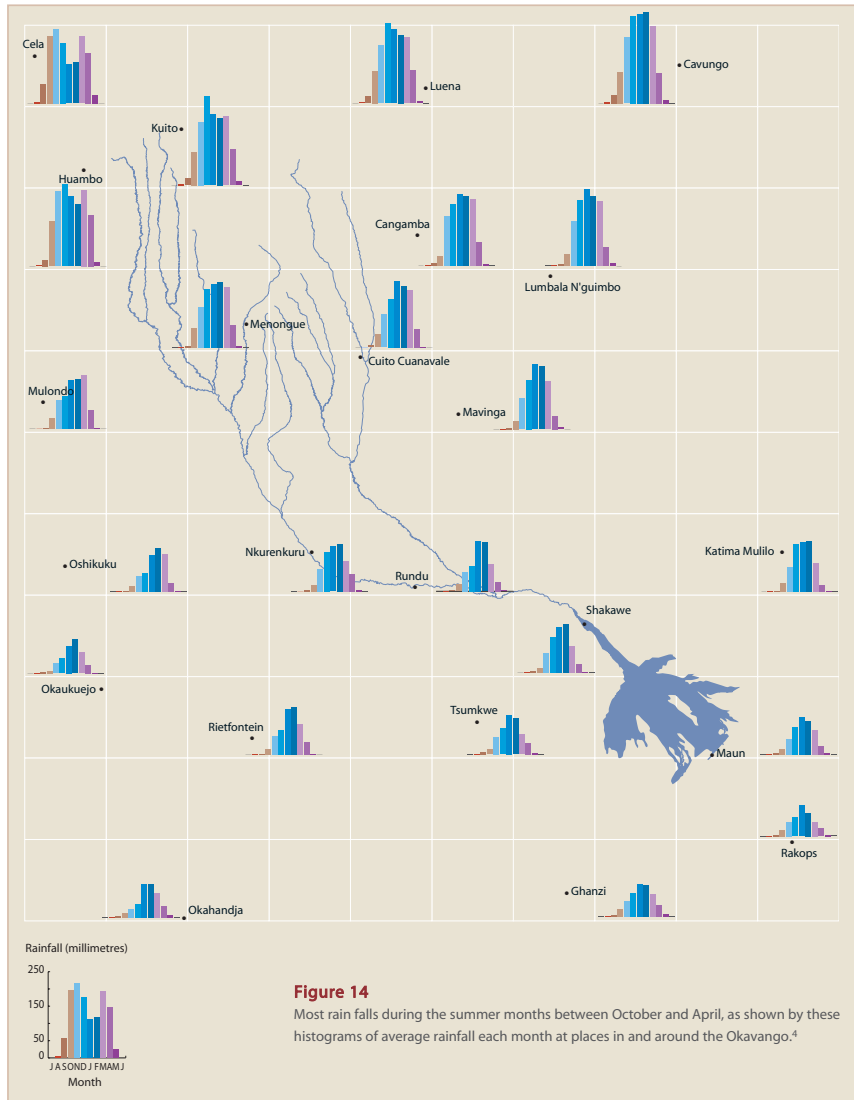 Cela
Luena
Cavungo
Kuito
Huambo
Cangamba
Lumbala N'guimbo
Menongue
Cuito Cuanavale
Mulondo
Mavinga
Oshikuku
Nkurenkuru
Rundu
Katima Mulilo
Shakawe
Okaukuejo
Rietfontein
Tsumkwe
Maun
Rakops
Ghanzi
Okahandja
Rainfall (millimetres)
250
150
50
0
J A S O N D J F M A M J
Month
Figure 14
Most rain falls during the summer months between October and April, as shown by these
histograms of average rainfall each month at places in and around the Okavango.⁴